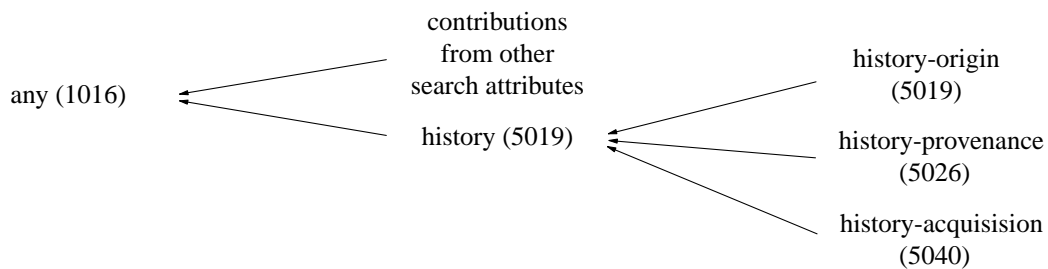 any (1016)
contributions
from other
search attributes
history (5019)
history-origin
(5019)
history-provenance
(5026)
history-acquisision
(5040)